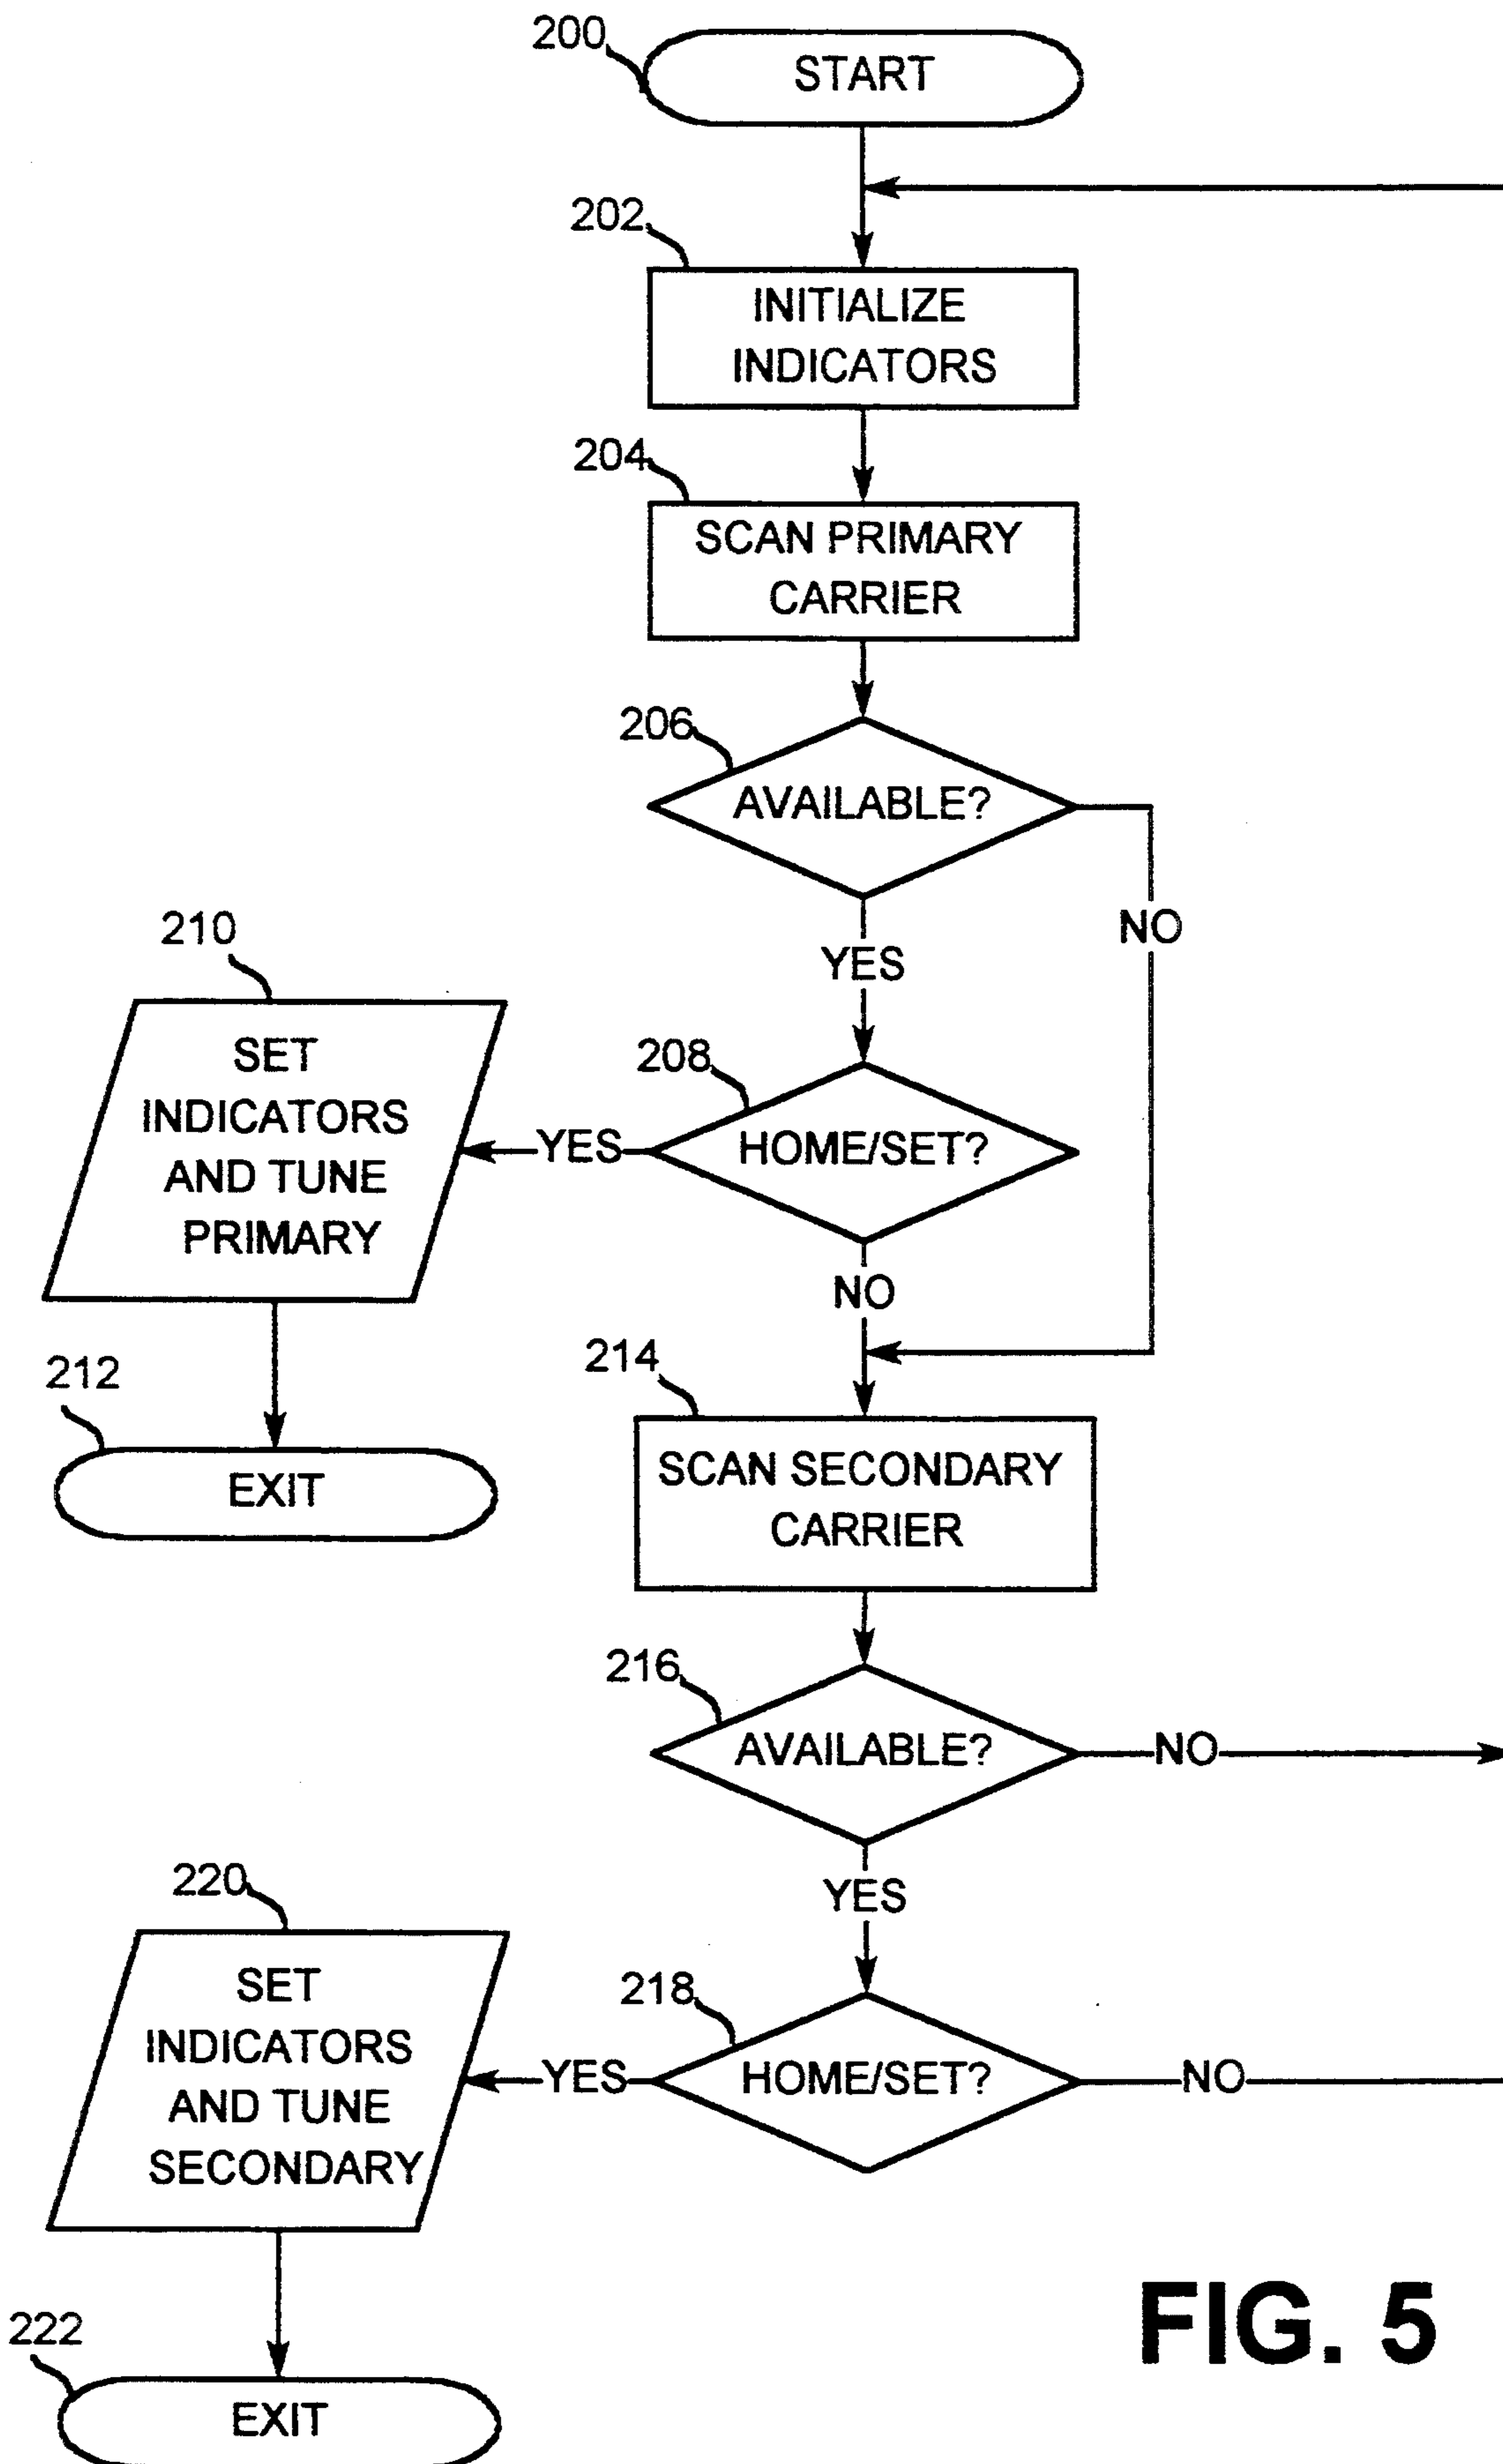 200
START
202
INITIALIZE
INDICATORS
204
SCAN PRIMARY
CARRIER
206
AVAILABLE?
NO
YES
210
SET
INDICATORS
AND TUNE
PRIMARY
208
HOME/SET?
YES
NO
212
EXIT
214
SCAN SECONDARY
CARRIER
216
AVAILABLE?
NO
YES
220
SET
INDICATORS
AND TUNE
SECONDARY
218
HOME/SET?
YES
NO
222
EXIT
FIG. 5